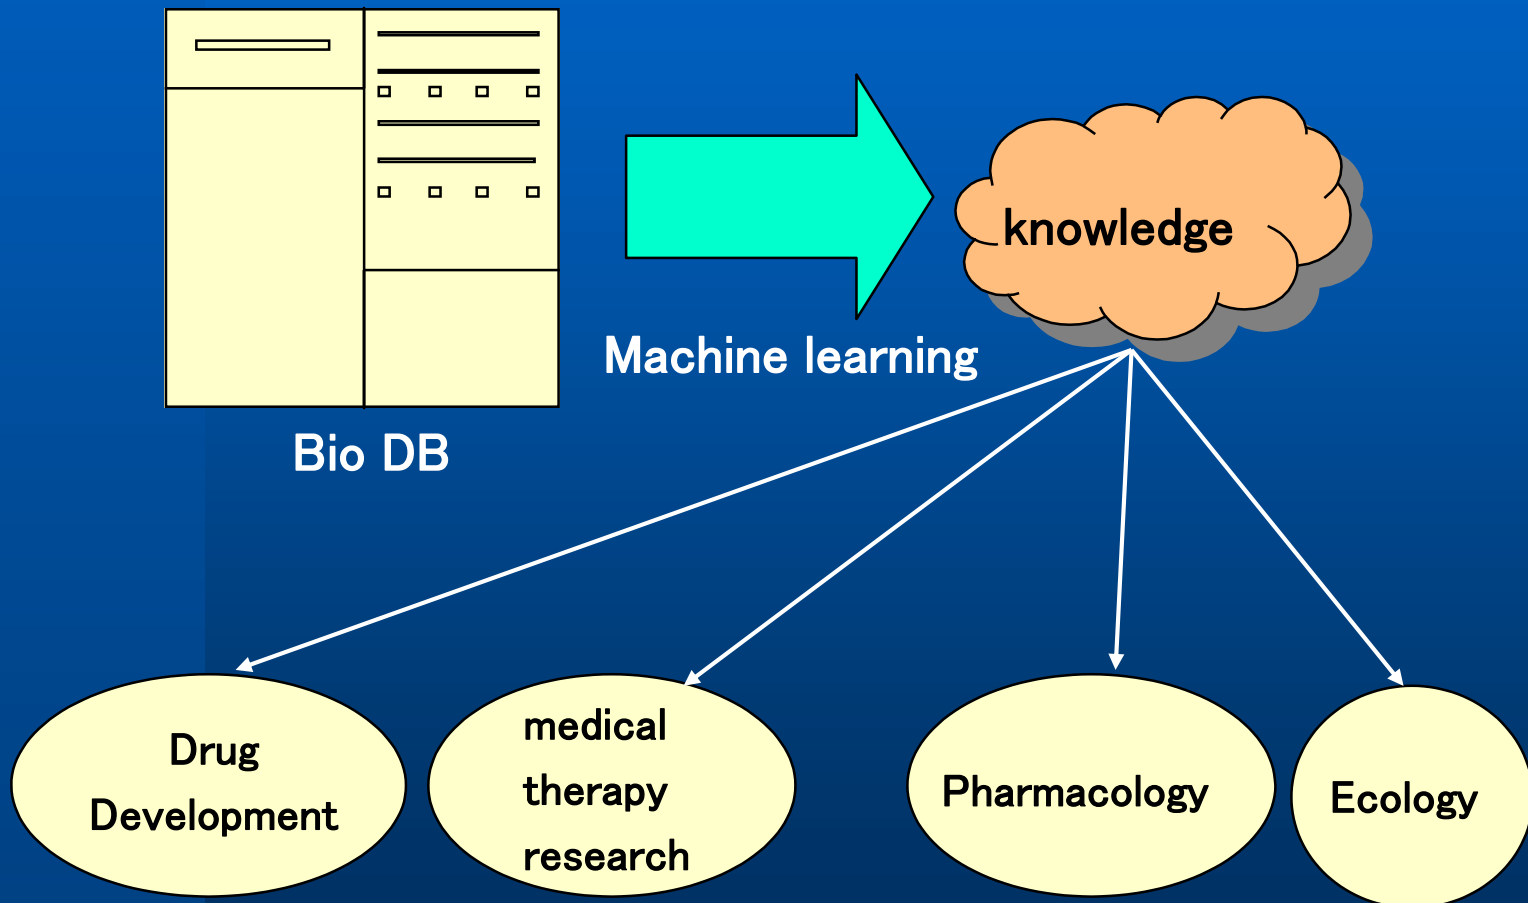 knowledge
Machine learning
Bio DB
Drug
Development
medical
therapy
research
Pharmacology
Ecology